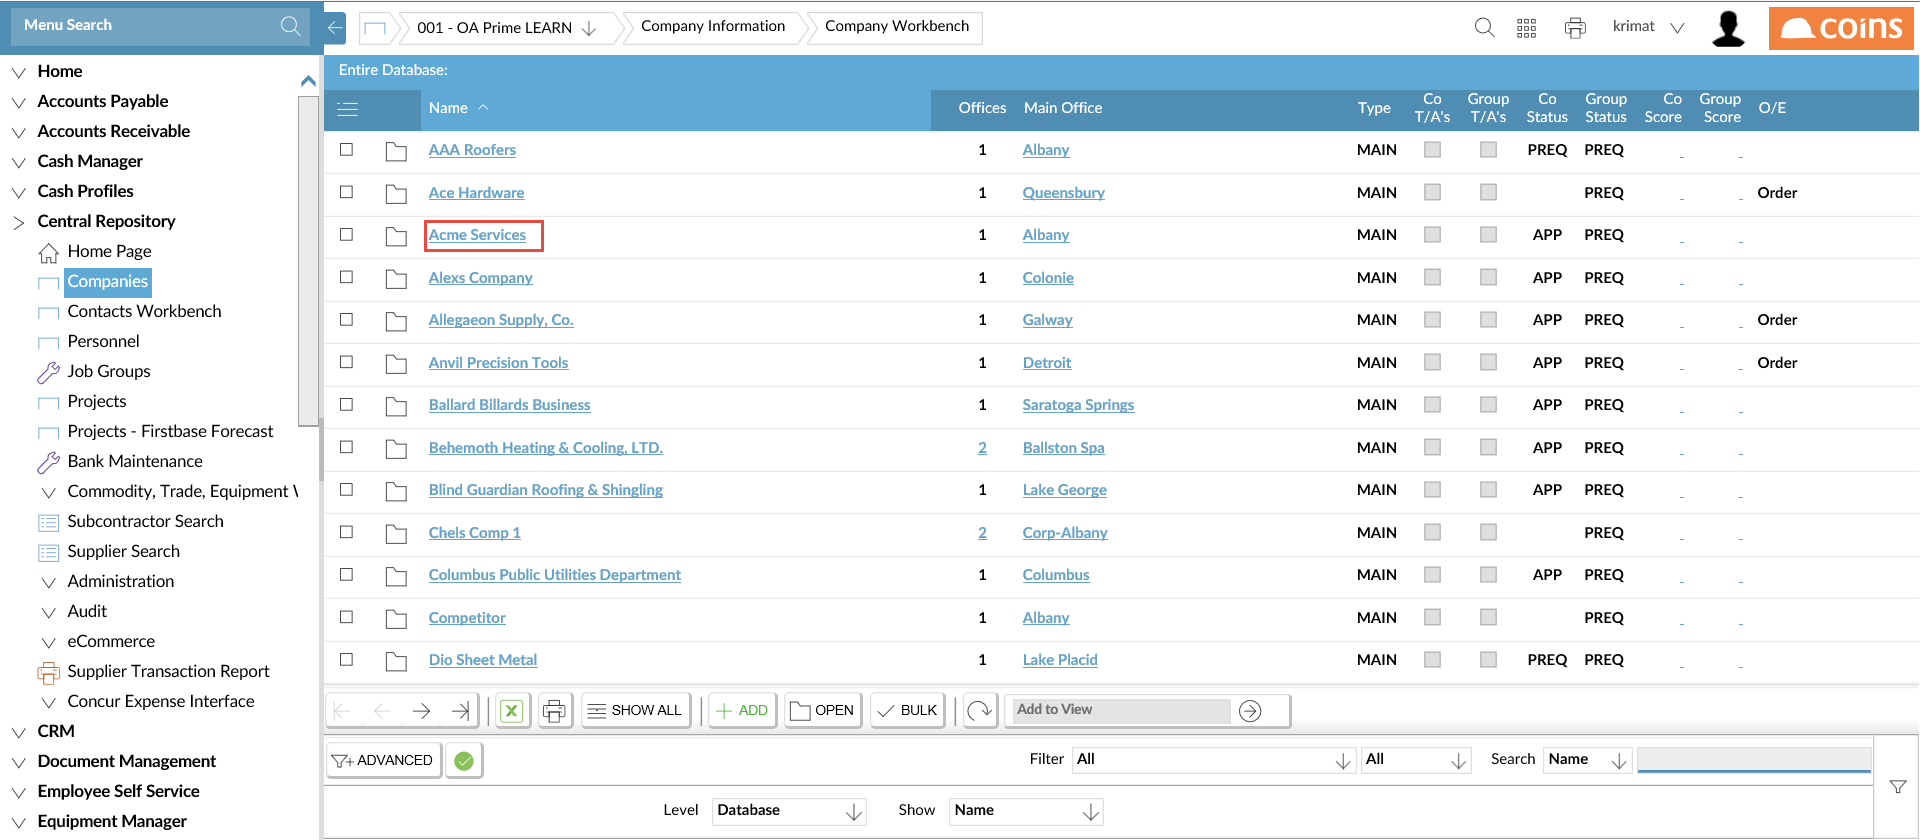 Menu Search
001 - OA Prime LEARN
Company Information
Company Workbench
krimat
coins
Home
Accounts Payable
Accounts Receivable
Cash Manager
Cash Profiles
Central Repository
Home Page
Companies
Contacts Workbench
Personnel
Job Groups
Projects
Projects - Firstbase Forecast
Bank Maintenance
Commodity, Trade, Equipment
Subcontractor Search
Supplier Search
Administration
Audit
eCommerce
Supplier Transaction Report
Concur Expense Interface
CRM
Document Management
Employee Self Service
Equipment Manager
Entire Database:
Name Offices Main Office Type Co T/A's Group T/A's Co Status Group Status Co Score Group Score O/E
AAA Roofers 1 Albany MAIN PREQ PREQ - -
Ace Hardware 1 Queensbury MAIN PREQ - - Order
Acme Services 1 Albany MAIN APP PREQ - -
Alexs Company 1 Colonie MAIN APP PREQ - -
Allegaeon Supply, Co. 1 Galway MAIN APP PREQ - - Order
Anvil Precision Tools 1 Detroit MAIN APP PREQ - - Order
Ballard Billards Business 1 Saratoga Springs MAIN APP PREQ - -
Behemoth Heating & Cooling, LTD. 2 Ballston Spa MAIN APP PREQ - -
Blind Guardian Roofing & Shingling 1 Lake George MAIN APP PREQ - -
Chels Comp 1 2 Corp-Albany MAIN PREQ - -
Columbus Public Utilities Department 1 Columbus MAIN APP PREQ - -
Competitor 1 Albany MAIN PREQ - -
Dio Sheet Metal 1 Lake Placid MAIN PREQ PREQ - -
SHOW ALL ADD OPEN BULK Add to View
ADVANCED Filter All All Search Name
Level Database Show Name